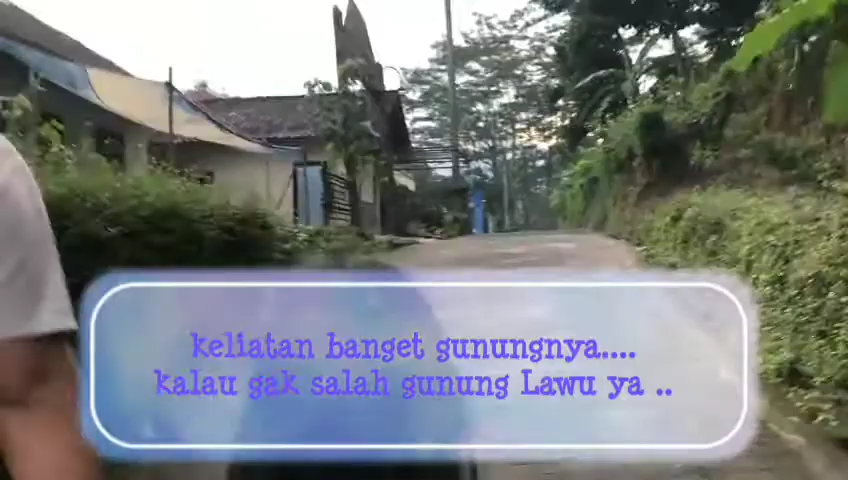 keliatan banget gunungnya....
kalau gak salah gunung Lawu ya ..